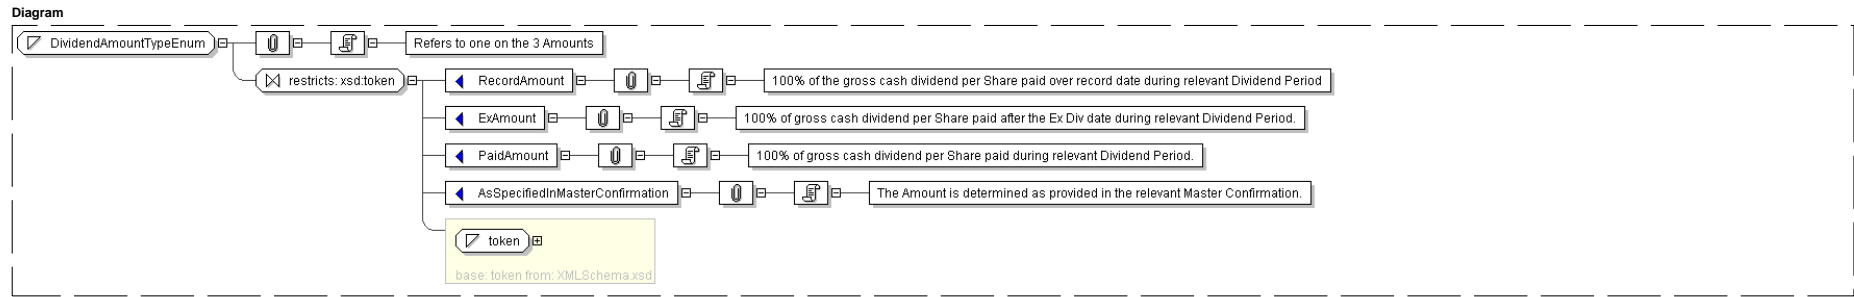 Diagram
DividendAmountTypeEnum
Refers to one on the 3 Amounts
restricts: xsd:token
RecordAmount
100% of the gross cash dividend per Share paid over record date during relevant Dividend Period
ExAmount
100% of gross cash dividend per Share paid after the Ex Div date during relevant Dividend Period.
PaidAmount
100% of gross cash dividend per Share paid during relevant Dividend Period.
AsSpecifiedInMasterConfirmation
The Amount is determined as provided in the relevant Master Confirmation.
token
base: token from: XMLSchema.xsd